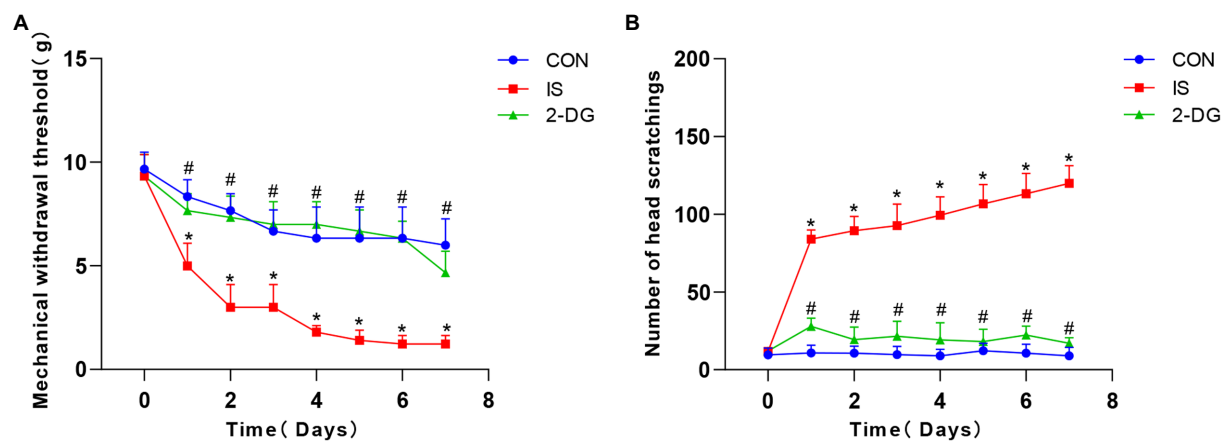 A
Mechanical withdrawal threshold( g)
15
10
5
0
# # # # # # #
* * * * * * *
0 2 4 6 8
Time( Days)
CON
IS
2-DG
B
Number of head scratchings
200
150
100
50
0
* * * * * * *
# # # # # # #
0 2 4 6 8
Time( Days)
CON
IS
2-DG